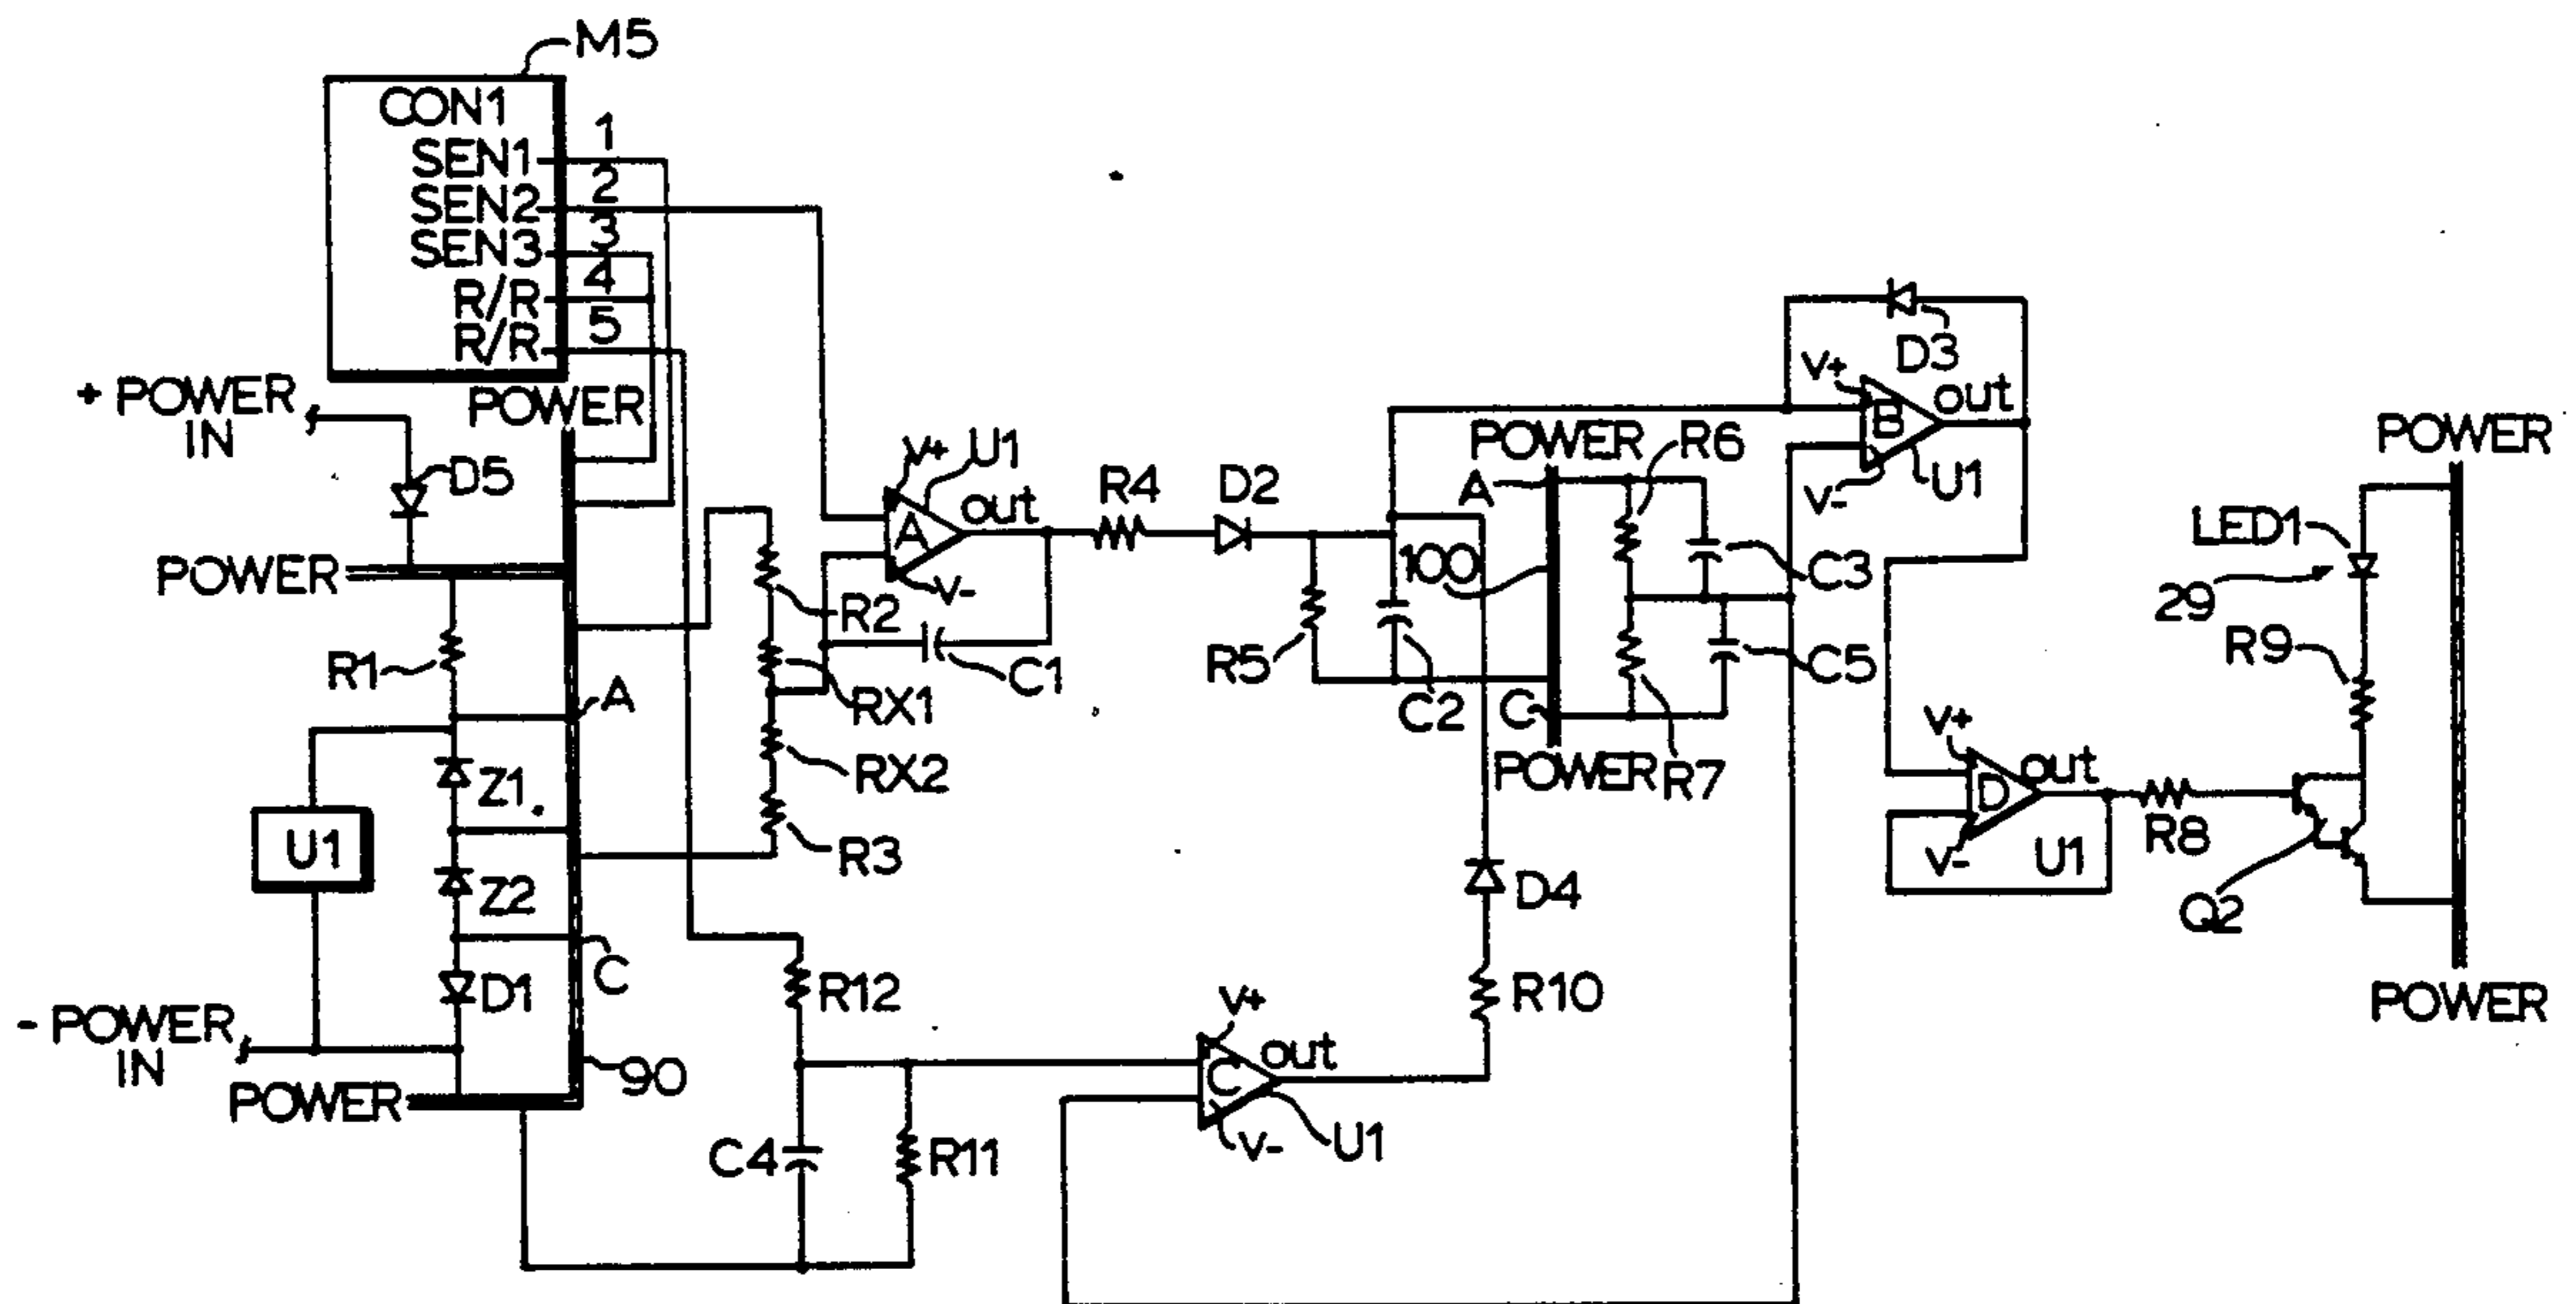 M5
CON1
1
SEN1
2
SEN2
3
SEN3
4
R/R
5
R/R
+ POWER
IN
POWER
D5
POWER
R1
A
Z1
U1
Z2
C
D1
- POWER
IN
90
POWER
R2
RX1
RX2
R3
V+
U1
A
out
V-
C1
R4
D2
R5
C2
100
POWER
A
R6
C3
C5
C
POWER
R7
D3
V+
B
out
V-
U1
D4
R10
R12
C4
R11
V+
C
out
V-
U1
V+
D
out
V-
U1
R8
Q2
POWER
LED1
29
R9
POWER